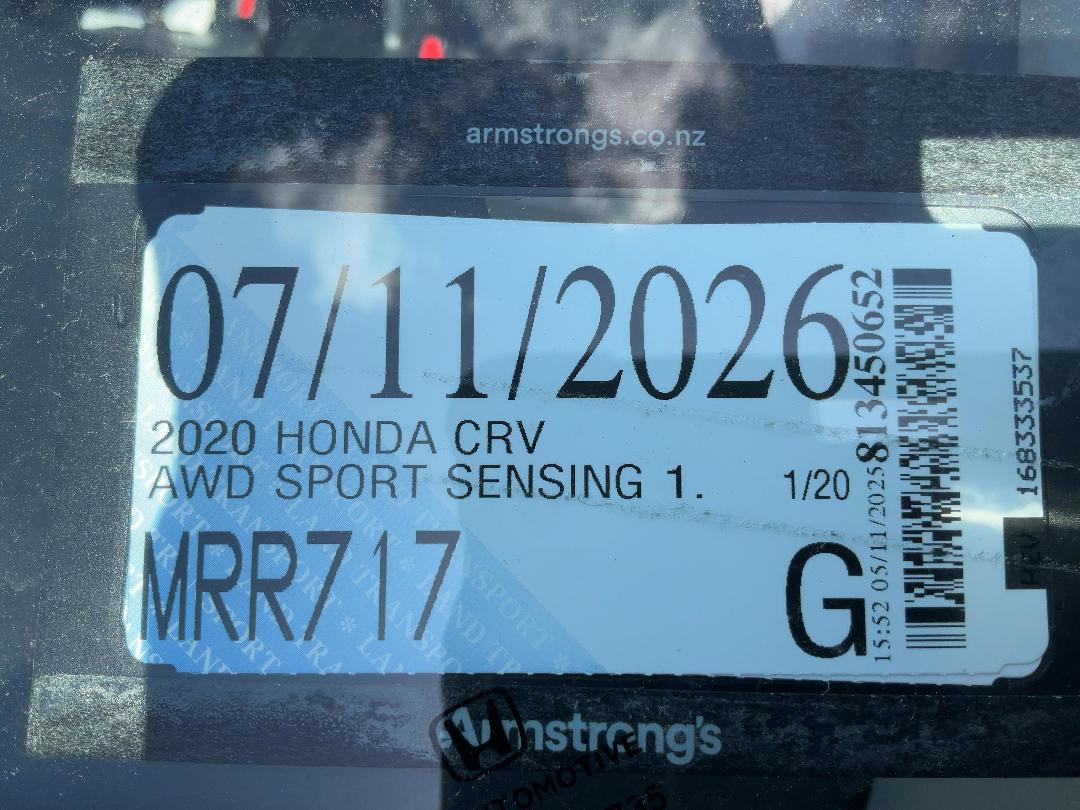 armstrongs.co.nz
07/11/2026
2020 HONDA CRV
AWD SPORT SENSING 1. 1/20
MRR717 G
15:52 05/11/2025 813450652
1683333537
Armstrong's